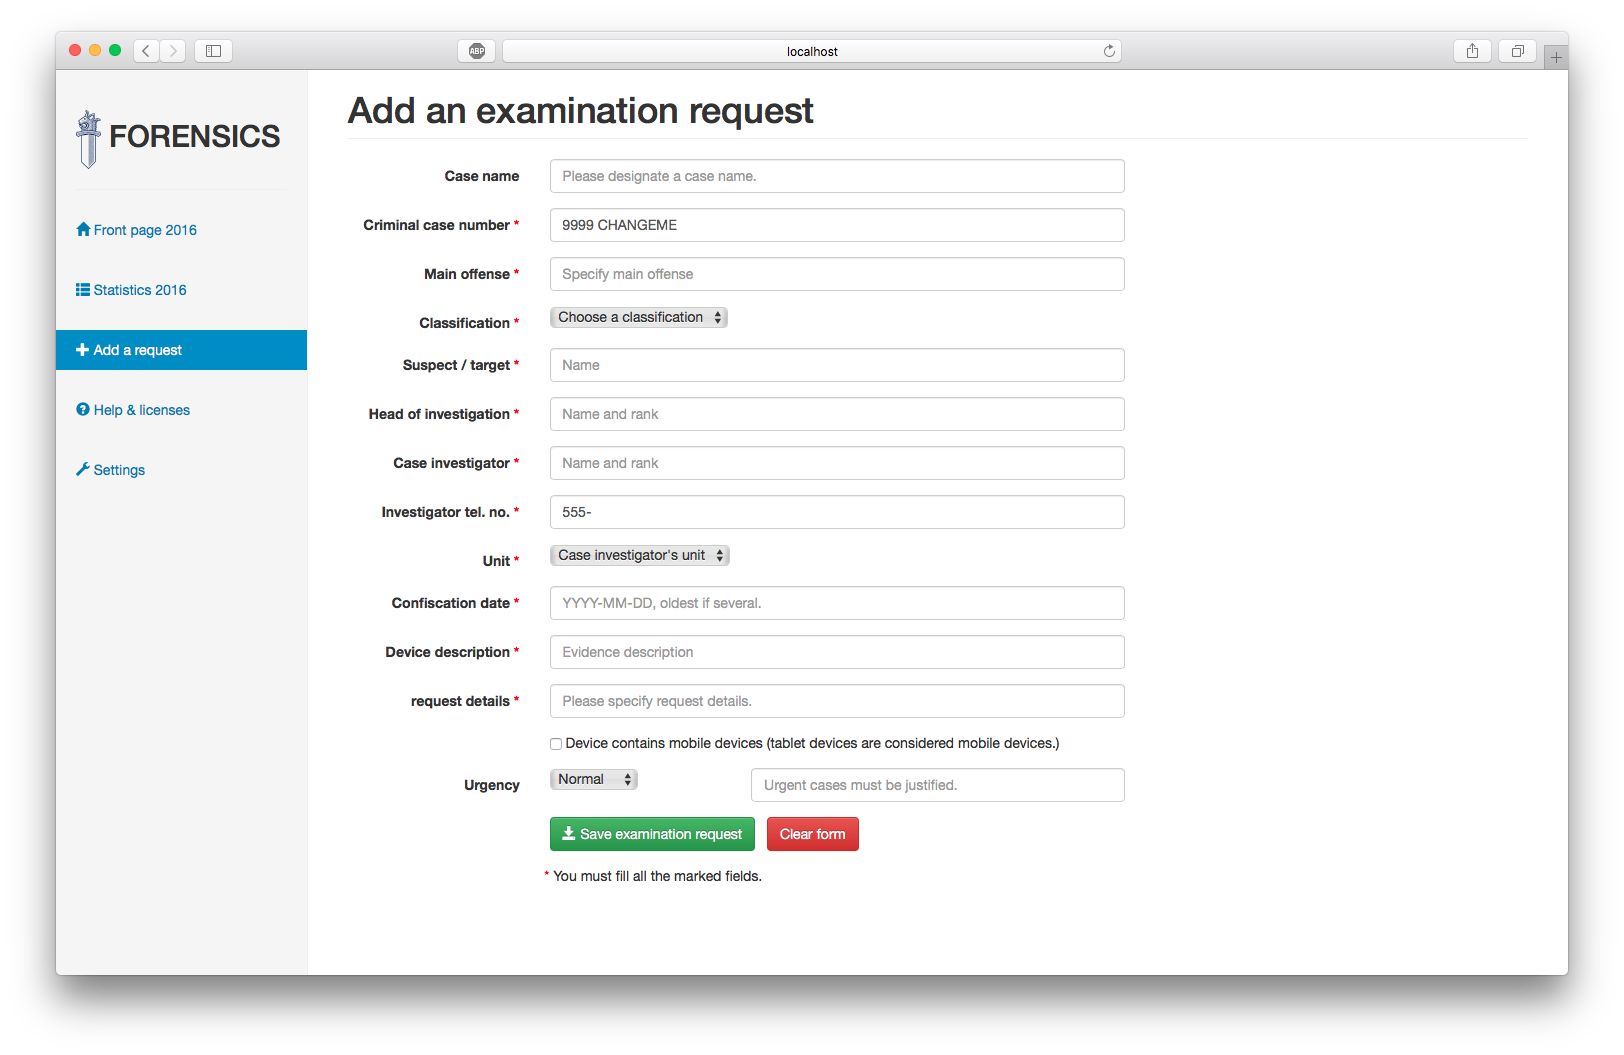 ABP
localhost
FORENSICS
Front page 2016
Statistics 2016
Add a request
Help & licenses
Settings
Add an examination request
Case name Please designate a case name.
Criminal case number * 9999 CHANGEME
Main offense * Specify main offense
Classification * Choose a classification
Suspect / target * Name
Head of investigation * Name and rank
Case investigator * Name and rank
Investigator tel. no. * 555-
Unit * Case investigator's unit
Confiscation date * YYYY-MM-DD, oldest if several.
Device description * Evidence description
request details * Please specify request details.
Device contains mobile devices (tablet devices are considered mobile devices.)
Urgency Normal Urgent cases must be justified.
Save examination request Clear form
* You must fill all the marked fields.